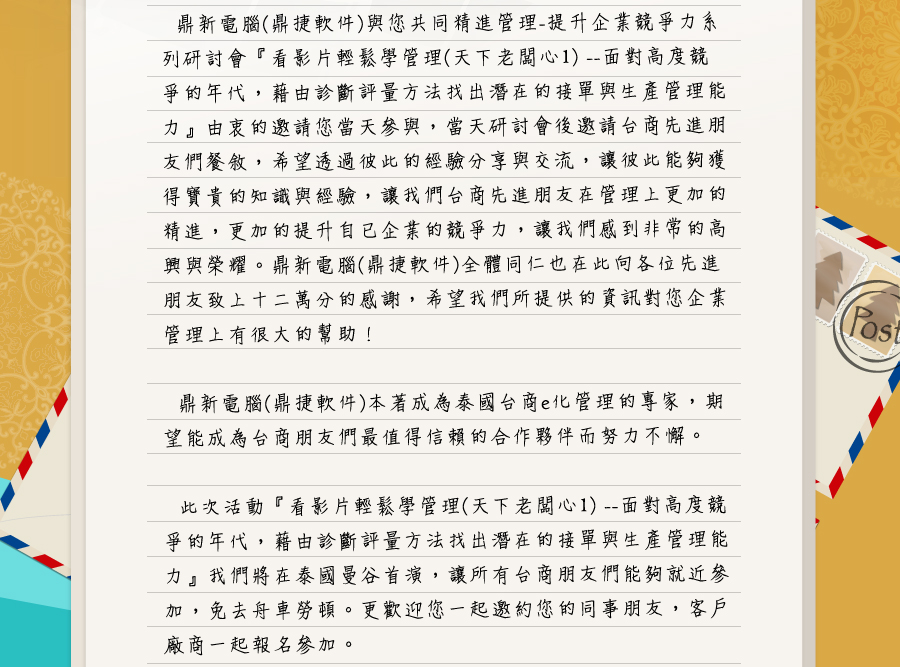 鼎新電腦(鼎捷軟件)與您共同精進管理-提升企業競爭力系
列研討會『看影片輕鬆學管理(天下老闆心1) --面對高度競
爭的年代，藉由診斷評量方法找出潛在的接單與生產管理能
力』由衷的邀請您當天參與，當天研討會後邀請台商先進朋
友們餐敘，希望透過彼此的經驗分享與交流，讓彼此能夠獲
得寶貴的知識與經驗，讓我們台商先進朋友在管理上更加的
精進，更加的提升自己企業的競爭力，讓我們感到非常的高
興與榮耀。鼎新電腦(鼎捷軟件)全體同仁也在此向各位先進
朋友致上十二萬分的感謝，希望我們所提供的資訊對您企業
管理上有很大的幫助！
鼎新電腦(鼎捷軟件)本著成為泰國台商e化管理的專家，期
望能成為台商朋友們最值得信賴的合作夥伴而努力不懈。
此次活動『看影片輕鬆學管理(天下老闆心1) --面對高度競
爭的年代，藉由診斷評量方法找出潛在的接單與生產管理能
力』我們將在泰國曼谷首演，讓所有台商朋友們能夠就近參
加，免去舟車勞頓。更歡迎您一起邀約您的同事朋友，客戶
廠商一起報名參加。
Post